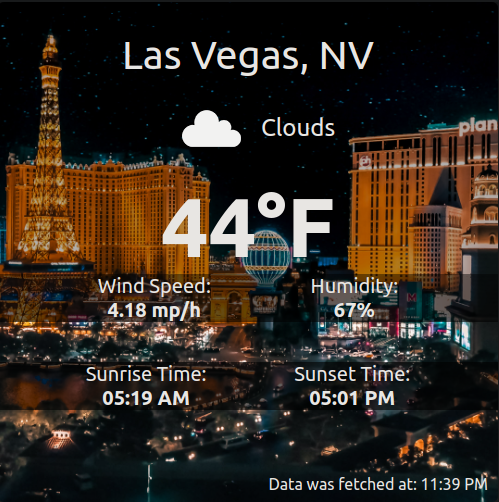 Las Vegas, NV
Clouds
plan
ph
44°F
Wind Speed: Humidity:
4.18 mp/h 67%
Sunrise Time: Sunset Time:
05:19 AM 05:01 PM
Data was fetched at: 11:39 PM